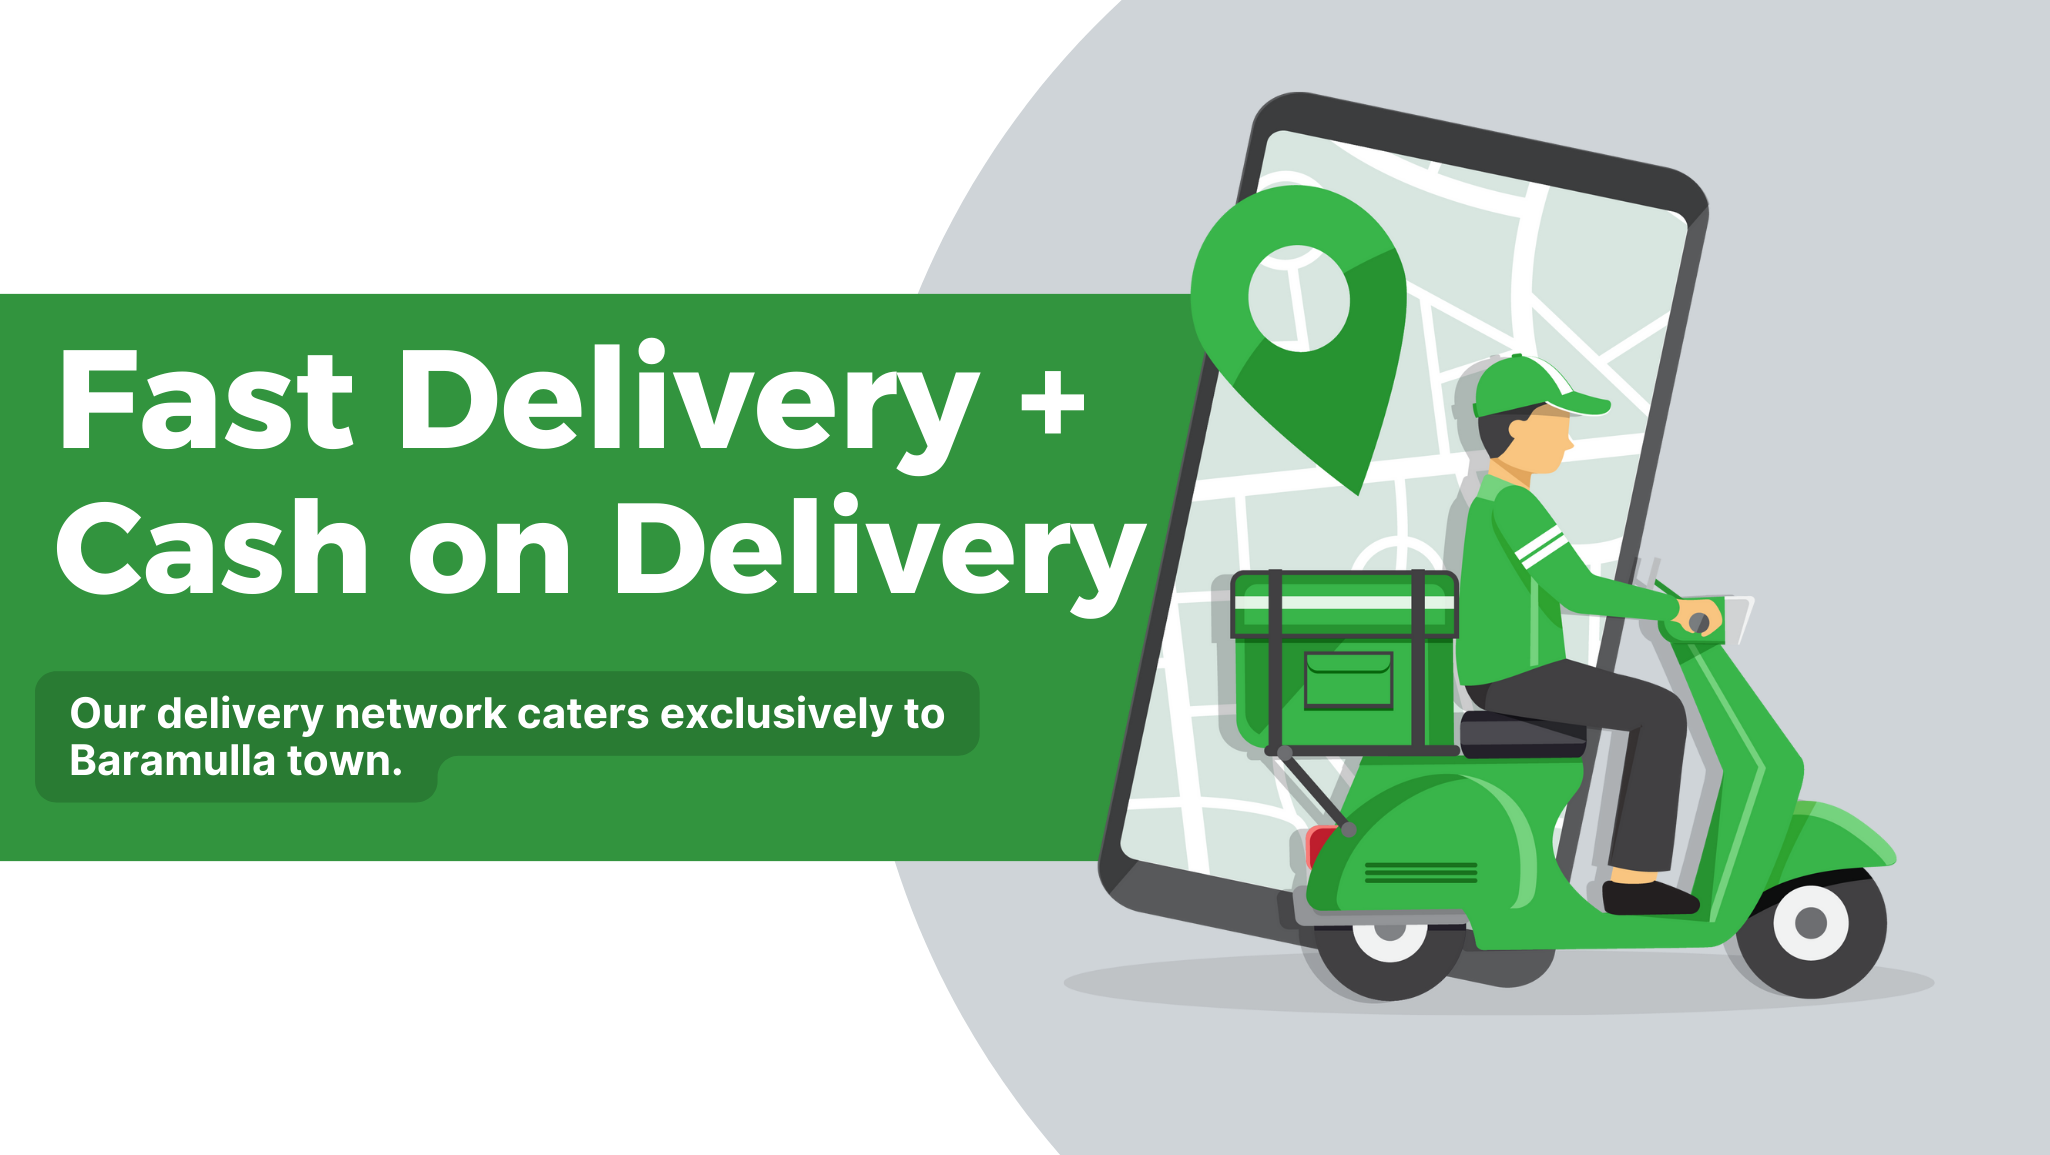 Fast Delivery +
Cash on Delivery
Our delivery network caters exclusively to
Baramulla town.